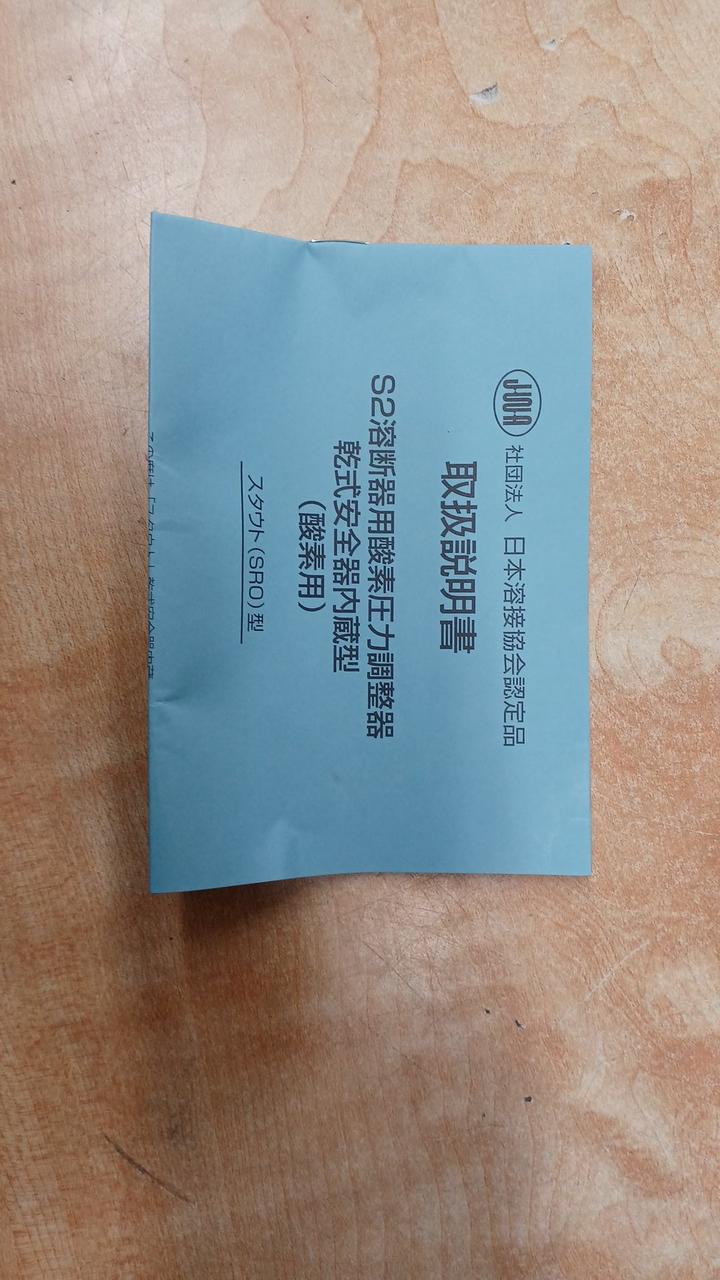 社団法人 日本溶接協会認定品
取扱説明書
S2溶断器用酸素圧力調整器
乾式安全器内蔵型
(酸素用)
スタウト(SRO)型